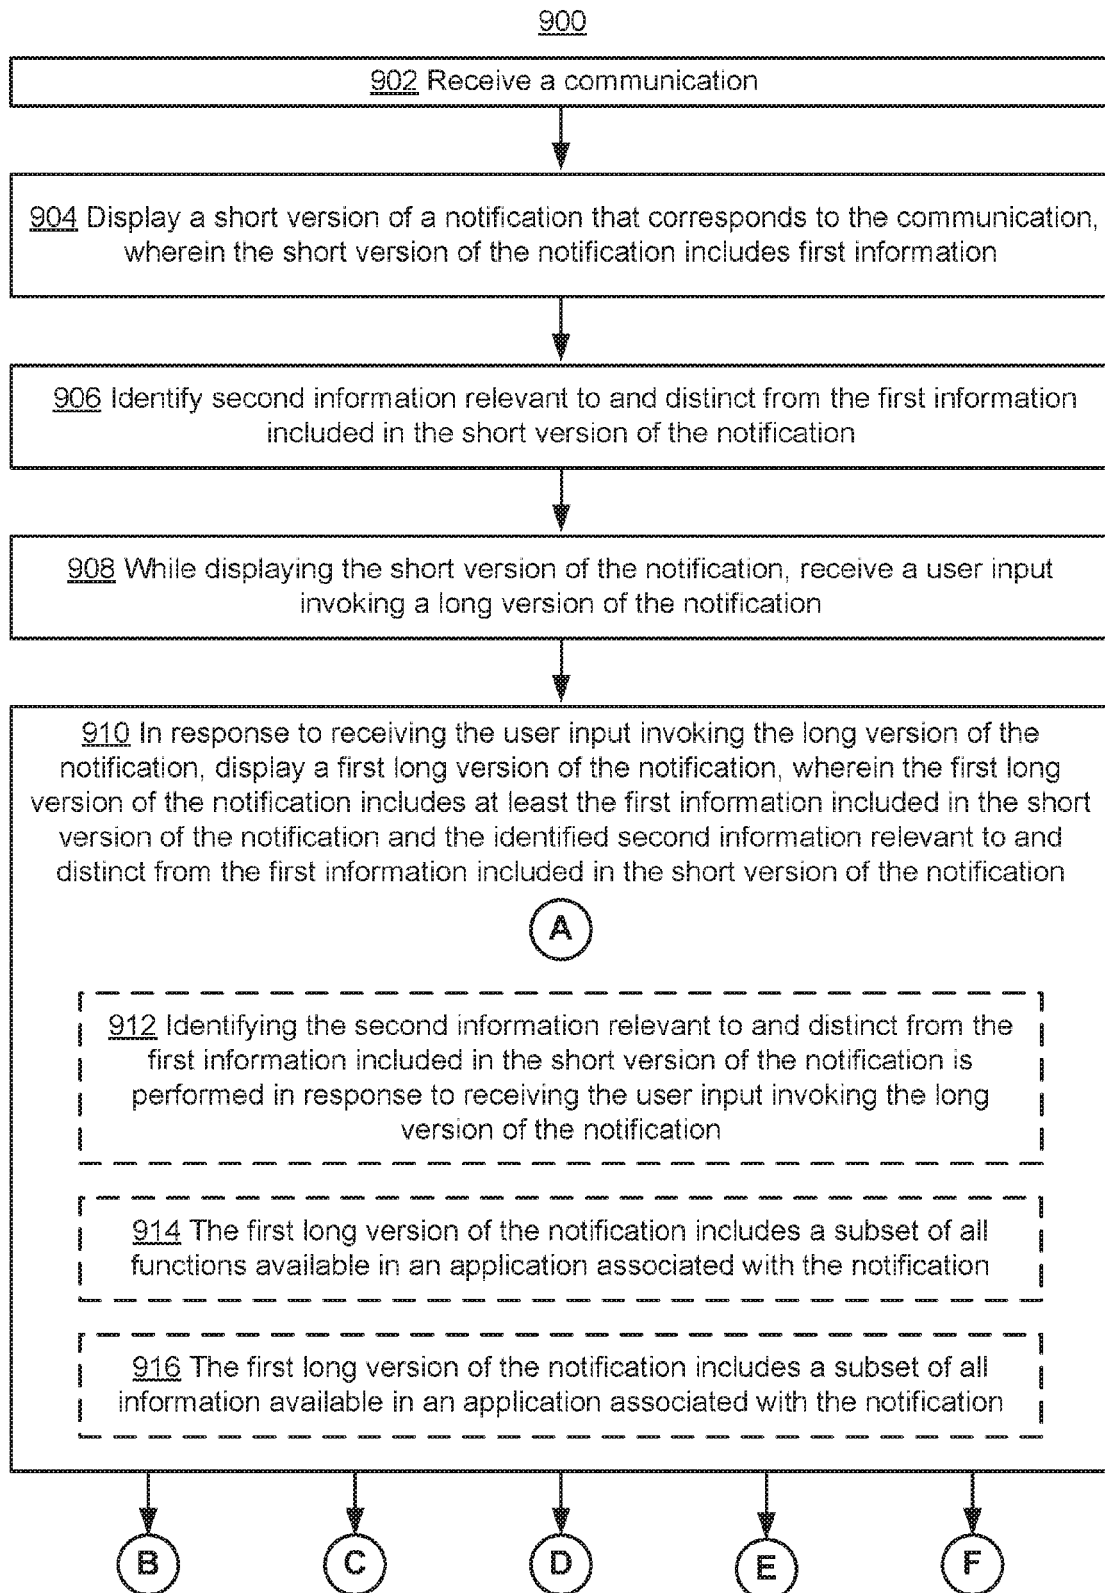 900
902 Receive a communication
904 Display a short version of a notification that corresponds to the communication,
wherein the short version of the notification includes first information
906 Identify second information relevant to and distinct from the first information
included in the short version of the notification
908 While displaying the short version of the notification, receive a user input
invoking a long version of the notification
910 In response to receiving the user input invoking the long version of the
notification, display a first long version of the notification, wherein the first long
version of the notification includes at least the first information included in the short
version of the notification and the identified second information relevant to and
distinct from the first information included in the short version of the notification
A
912 Identifying the second information relevant to and distinct from the
first information included in the short version of the notification is
performed in response to receiving the user input invoking the long
version of the notification
914 The first long version of the notification includes a subset of all
functions available in an application associated with the notification
916 The first long version of the notification includes a subset of all
information available in an application associated with the notification
B C D E F